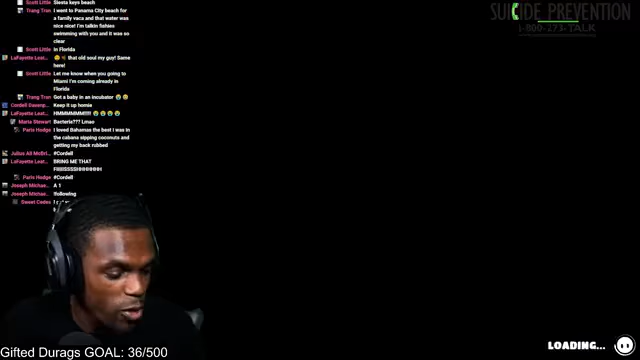 Scott Little Siesta keys beach
Trang Tran I went to Panama City beach
for a family vaca and that water was
nice nice! I'm talkin fishies
swimming with you and it was so
clear
Scott Little In Florida
LaFayette Leat... that old soul my guy! Same
here!
Scott Little Let me know when you going to
Miami I'm coming already in
Florida
Trang Tran Got a baby in an incubator
Cordell Davenp... Keep it up homie
LaFayette Leat... HMMMMMM!!!!
Maria Stewart Bacteria??? Lmao
Paris Hodge I loved Bahamas the best I was in
the cabana sipping coconuts and
getting my back rubbed
Julius Ali McBri... #Cordell
LaFayette Leat... BRING ME THAT
Paris Hodge #Cordell
Joseph Michae... A 1
Joseph Michae... !following
Sweet Cedes
SUICIDE PREVENTION
1-800-273-TALK
LOADING...
Gifted Durags GOAL: 36/500